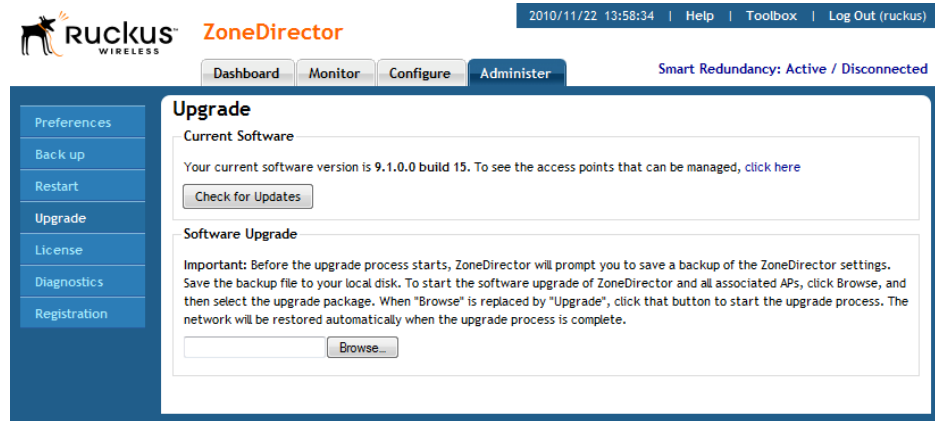 2010/11/22 13:58:34 | Help | Toolbox | Log Out (ruckus)
RUCKUS™
WIRELESS
ZoneDirector
Dashboard Monitor Configure Administer
Smart Redundancy: Active / Disconnected
Preferences
Back up
Restart
Upgrade
License
Diagnostics
Registration
Upgrade
Current Software
Your current software version is 9.1.0.0 build 15. To see the access points that can be managed, click here
Check for Updates
Software Upgrade
Important: Before the upgrade process starts, ZoneDirector will prompt you to save a backup of the ZoneDirector settings.
Save the backup file to your local disk. To start the software upgrade of ZoneDirector and all associated APs, click Browse, and
then select the upgrade package. When "Browse" is replaced by "Upgrade", click that button to start the upgrade process. The
network will be restored automatically when the upgrade process is complete.
Browse...